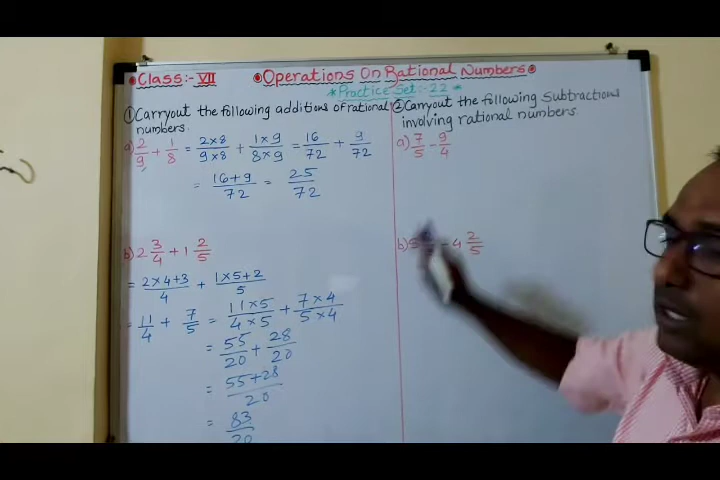 Class:- VII
Operations On Rational Numbers
* Practice Set:- 22 *
① Carryout the following additions of rational
numbers.
a) 2/9 + 1/8 = 2×8/9×8 + 1×9/8×9 = 16/72 + 9/72
= 16+9/72 = 25/72
b) 2 3/4 + 1 2/5
= 2×4+3/4 + 1×5+2/5
= 11/4 + 7/5 = 11×5/4×5 + 7×4/5×4
= 55/20 + 28/20
= 55+28/20
= 83/20
② Carryout the following Subtractions
involving rational numbers.
a) 7/5 - 9/4
b) - 4 2/5